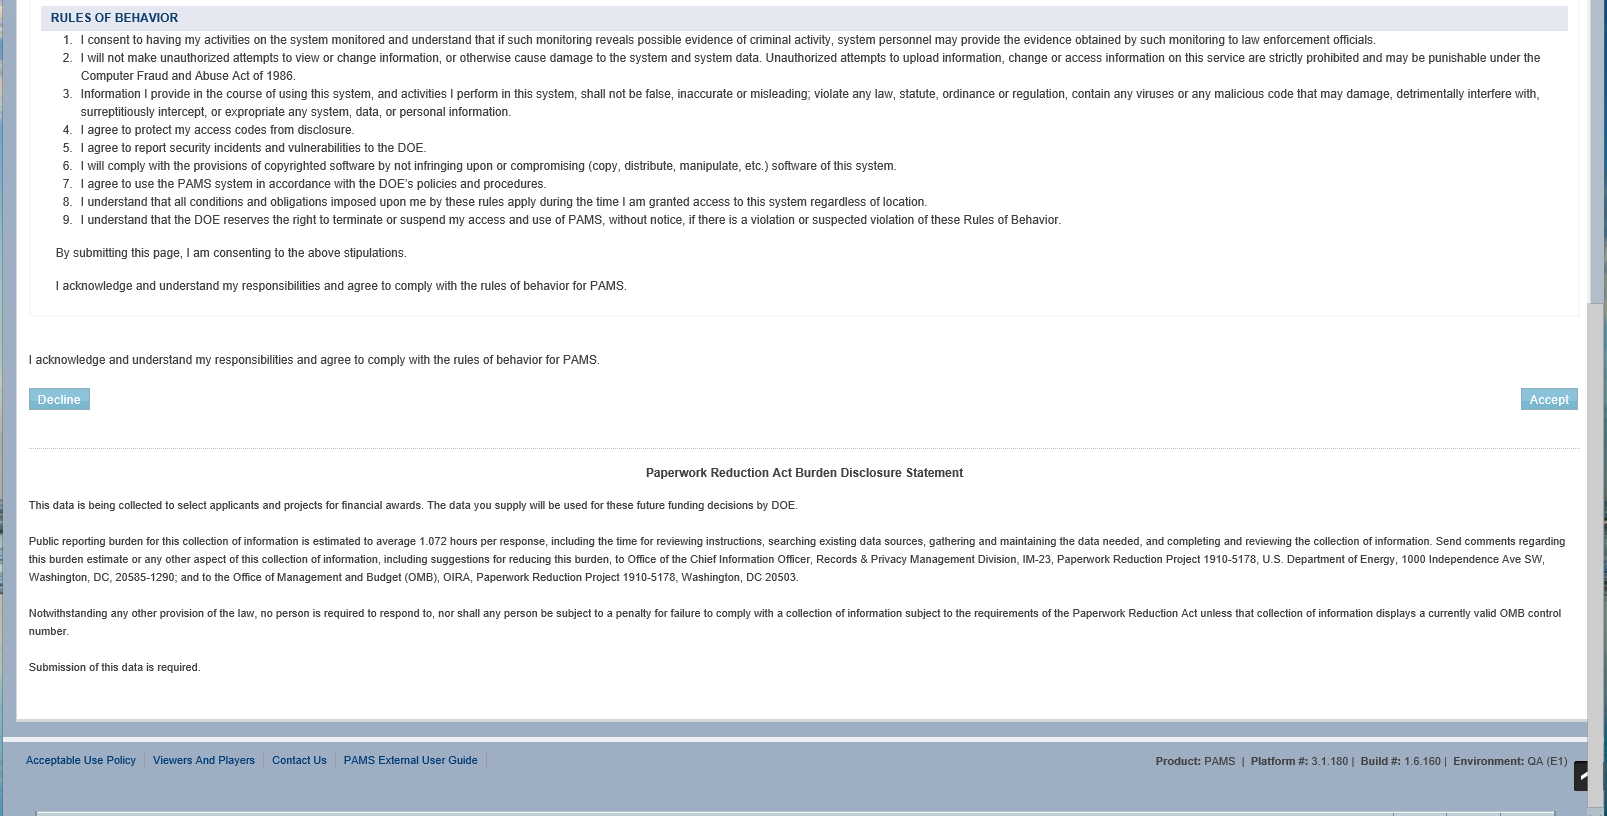 RULES OF BEHAVIOR
1. I consent to having my activities on the system monitored and understand that if such monitoring reveals possible evidence of criminal activity, system personnel may provide the evidence obtained by such monitoring to law enforcement officials.
2. I will not make unauthorized attempts to view or change information, or otherwise cause damage to the system and system data. Unauthorized attempts to upload information, change or access information on this service are strictly prohibited and may be punishable under the
Computer Fraud and Abuse Act of 1986.
3. Information I provide in the course of using this system, and activities I perform in this system, shall not be false, inaccurate or misleading; violate any law, statute, ordinance or regulation, contain any viruses or any malicious code that may damage, detrimentally interfere with,
surreptitiously intercept, or expropriate any system, data, or personal information.
4. I agree to protect my access codes from disclosure.
5. I agree to report security incidents and vulnerabilities to the DOE.
6. I will comply with the provisions of copyrighted software by not infringing upon or compromising (copy, distribute, manipulate, etc.) software of this system.
7. I agree to use the PAMS system in accordance with the DOE's policies and procedures.
8. I understand that all conditions and obligations imposed upon me by these rules apply during the time I am granted access to this system regardless of location.
9. I understand that the DOE reserves the right to terminate or suspend my access and use of PAMS, without notice, if there is a violation or suspected violation of these Rules of Behavior.
By submitting this page, I am consenting to the above stipulations.
I acknowledge and understand my responsibilities and agree to comply with the rules of behavior for PAMS.
I acknowledge and understand my responsibilities and agree to comply with the rules of behavior for PAMS.
Decline Accept
Paperwork Reduction Act Burden Disclosure Statement
This data is being collected to select applicants and projects for financial awards. The data you supply will be used for these future funding decisions by DOE.
Public reporting burden for this collection of information is estimated to average 1.072 hours per response, including the time for reviewing instructions, searching existing data sources, gathering and maintaining the data needed, and completing and reviewing the collection of information. Send comments regarding
this burden estimate or any other aspect of this collection of information, including suggestions for reducing this burden, to Office of the Chief Information Officer, Records & Privacy Management Division, IM-23, Paperwork Reduction Project 1910-5178, U.S. Department of Energy, 1000 Independence Ave SW,
Washington, DC, 20585-1290; and to the Office of Management and Budget (OMB), OIRA, Paperwork Reduction Project 1910-5178, Washington, DC 20503.
Notwithstanding any other provision of the law, no person is required to respond to, nor shall any person be subject to a penalty for failure to comply with a collection of information subject to the requirements of the Paperwork Reduction Act unless that collection of information displays a currently valid OMB control
number.
Submission of this data is required.
Acceptable Use Policy Viewers And Players Contact Us PAMS External User Guide Product: PAMS | Platform #: 3.1.180 | Build #: 1.6.160 | Environment: QA (E1)